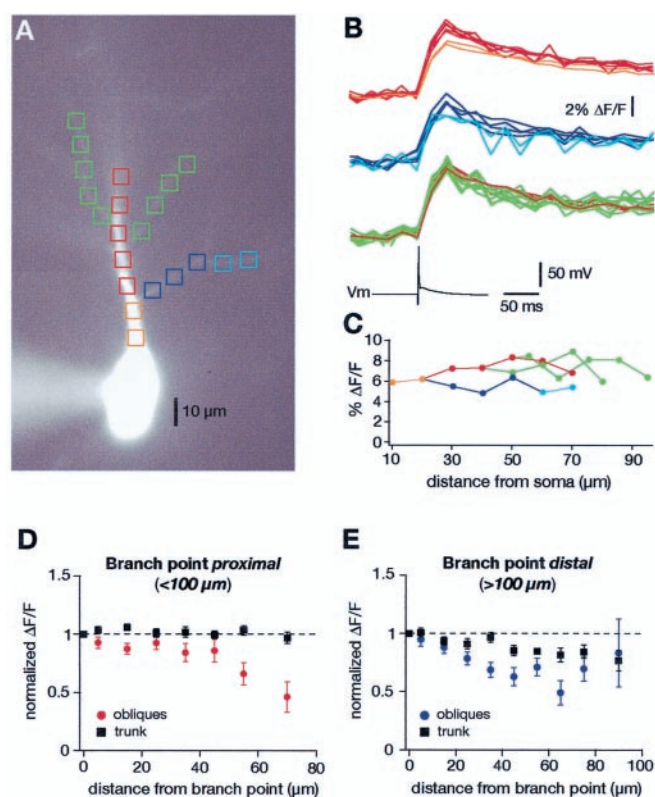 A
10 µm
B
2% ΔF/F
50 mV
Vm
50 ms
C
% ΔF/F
10
8
6
4
2
0
10 30 50 70 90
distance from soma (µm)
D
Branch point proximal
(<100 µm)
normalized ΔF/F
1.5
1
0.5
0
obliques
trunk
0 20 40 60 80
distance from branch point (µm)
E
Branch point distal
(>100 µm)
normalized ΔF/F
1.5
1
0.5
0
obliques
trunk
0 20 40 60 80 100
distance from branch point (µm)